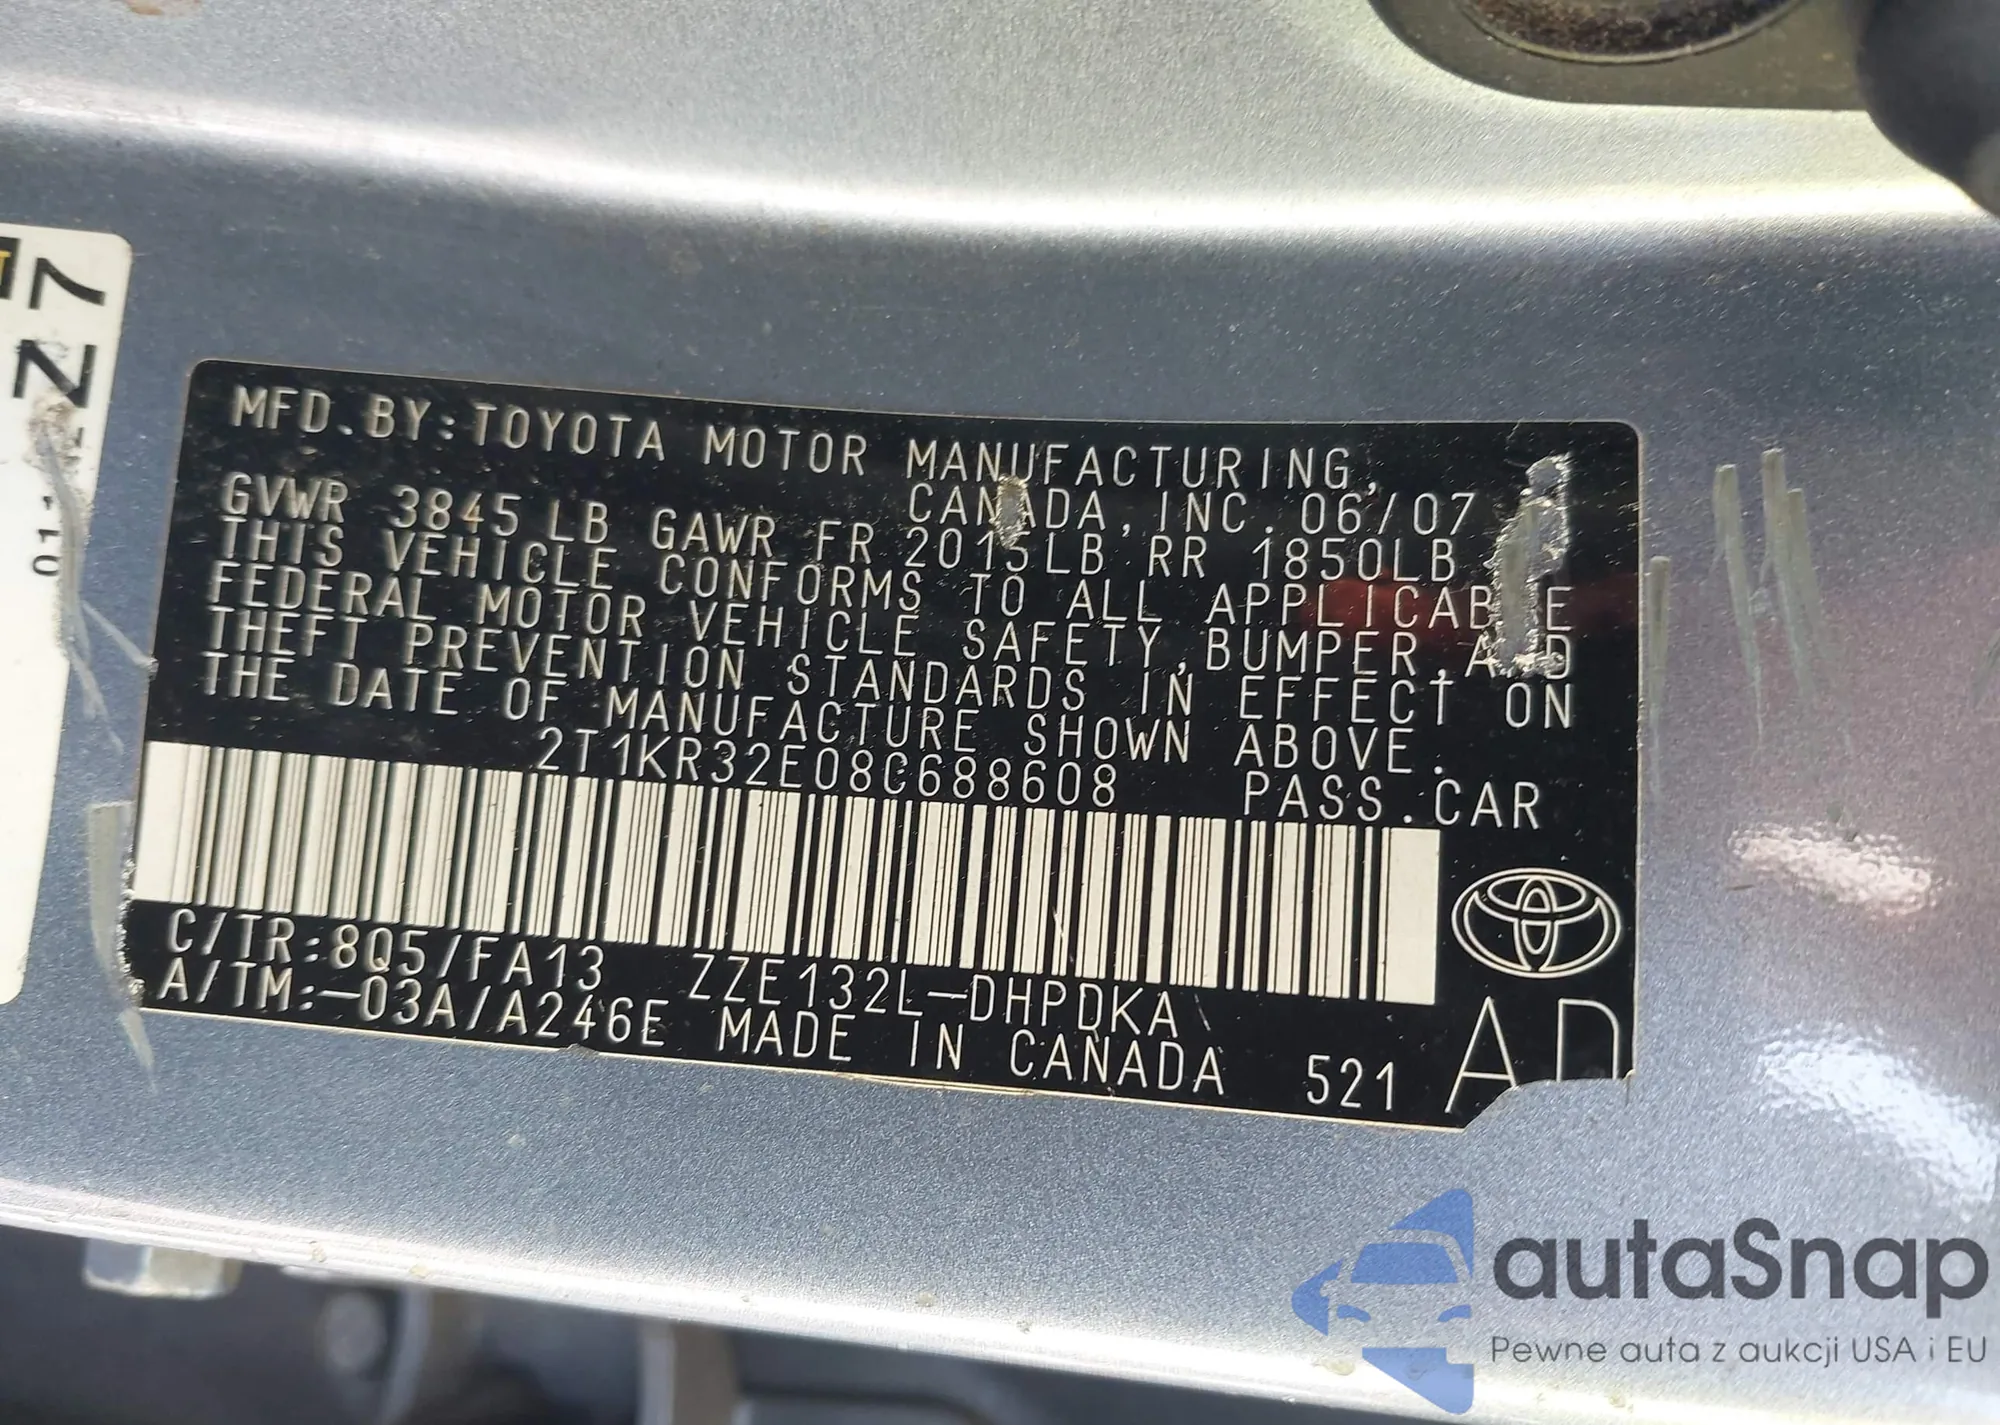 MFD.BY:TOYOTA MOTOR MANUFACTURING,
CANADA,INC. 06/07
GVWR 3845 LB GAWR FR 2015LB RR 1850LB
THIS VEHICLE CONFORMS TO ALL APPLICABLE
FEDERAL MOTOR VEHICLE SAFETY,BUMPER,AND
THEFT PREVENTION STANDARDS IN EFFECT ON
THE DATE OF MANUFACTURE SHOWN ABOVE.
2T1KR32E08C688608 PASS.CAR
C/TR:8Q5/FA13 ZZE132L-DHPDKA
A/TM:-03A/A246E MADE IN CANADA 521 AD
autaSnap
Pewne auta z aukcji USA i EU